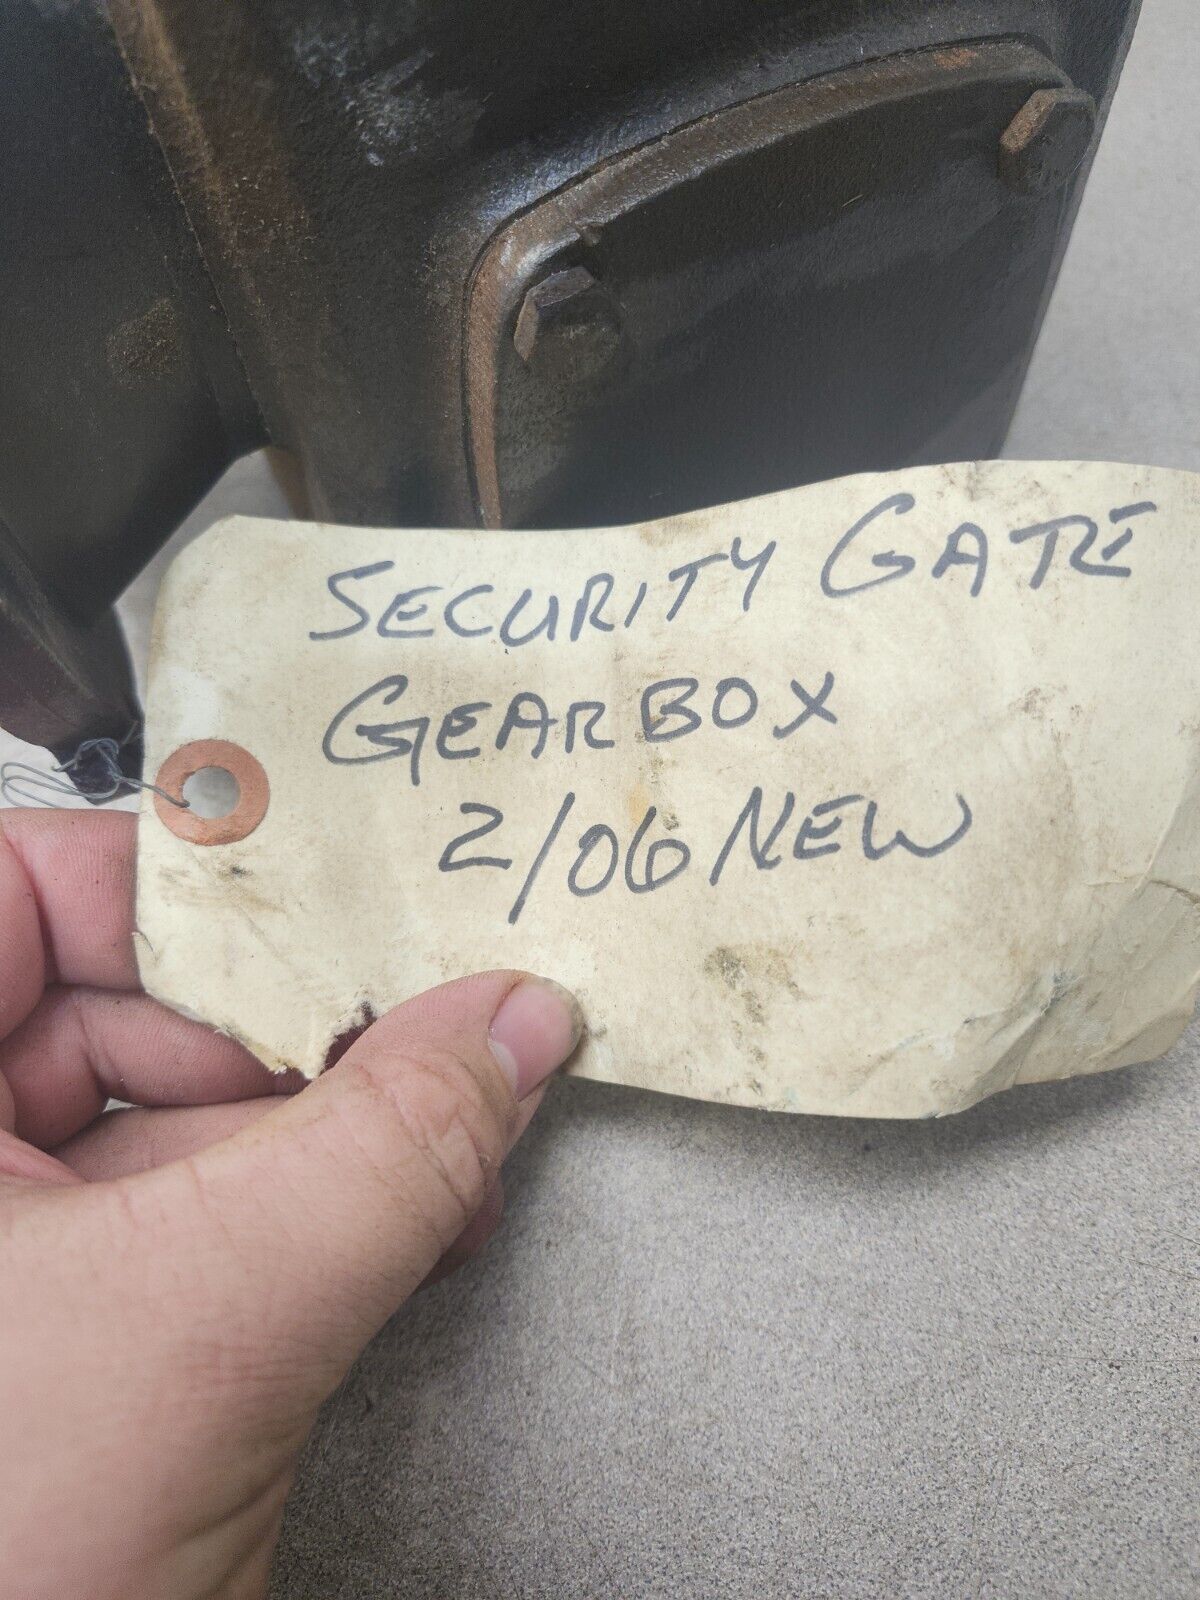 SECURITY GATE
GEARBOX
2/06 NEW